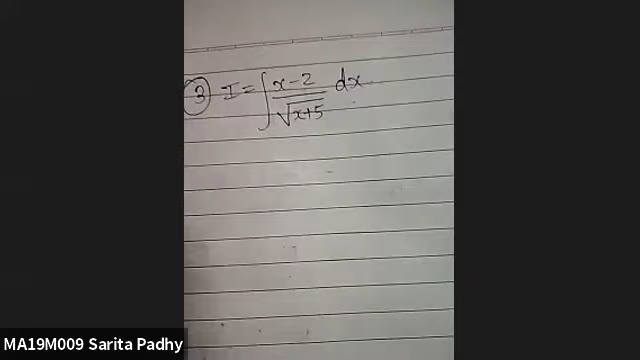 ③ I = ∫ (x-2)/√(x+5) dx
MA19M009 Sarita Padhy